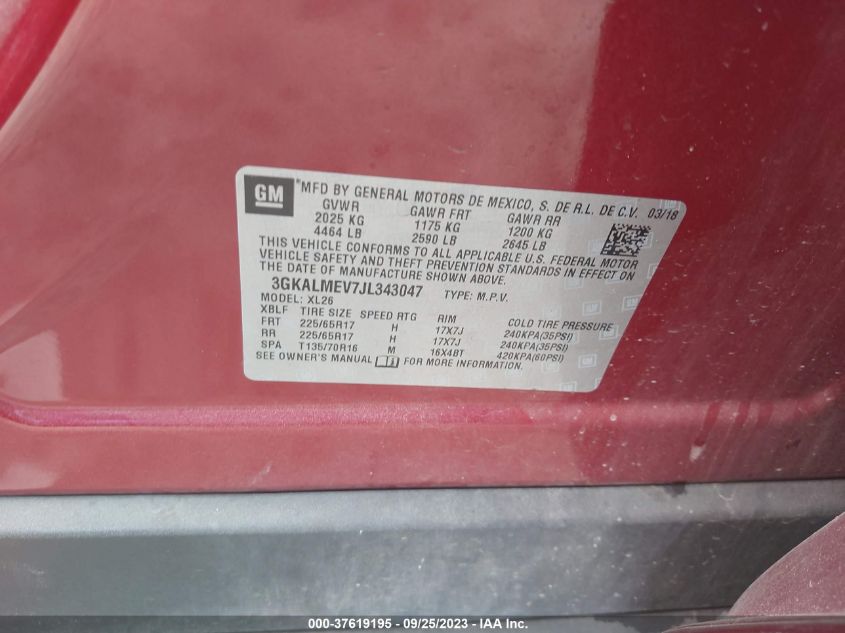 GM *MFD BY GENERAL MOTORS DE MEXICO, S. DE R.L. DE C.V. 03/18
GVWR GAWR FRT GAWR RR
2025 KG 1175 KG 1200 KG
4464 LB 2590 LB 2645 LB
THIS VEHICLE CONFORMS TO ALL APPLICABLE U.S. FEDERAL MOTOR
VEHICLE SAFETY AND THEFT PREVENTION STANDARDS IN EFFECT ON
THE DATE OF MANUFACTURE SHOWN ABOVE.
3GKALMEV7JL343047 TYPE: M.P.V.
MODEL: XL26
XBLF TIRE SIZE SPEED RTG RIM COLD TIRE PRESSURE
FRT 225/65R17 H 17X7J 240KPA(35PSI)
RR 225/65R17 H 17X7J 240KPA(35PSI)
SPA T135/70R16 M 16X4BT 420KPA(60PSI)
SEE OWNER'S MANUAL FOR MORE INFORMATION.
000-37619195 - 09/25/2023 - IAA Inc.